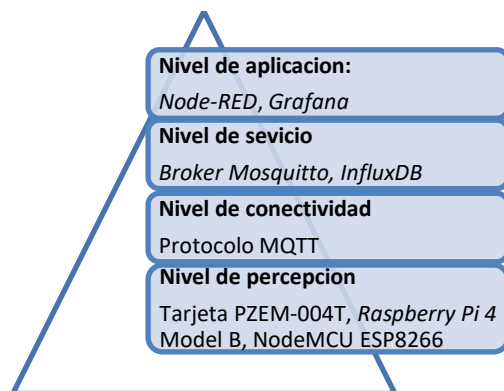 Nivel de aplicacion:
Node-RED, Grafana
Nivel de sevicio
Broker Mosquitto, InfluxDB
Nivel de conectividad
Protocolo MQTT
Nivel de percepcion
Tarjeta PZEM-004T, Raspberry Pi 4
Model B, NodeMCU ESP8266